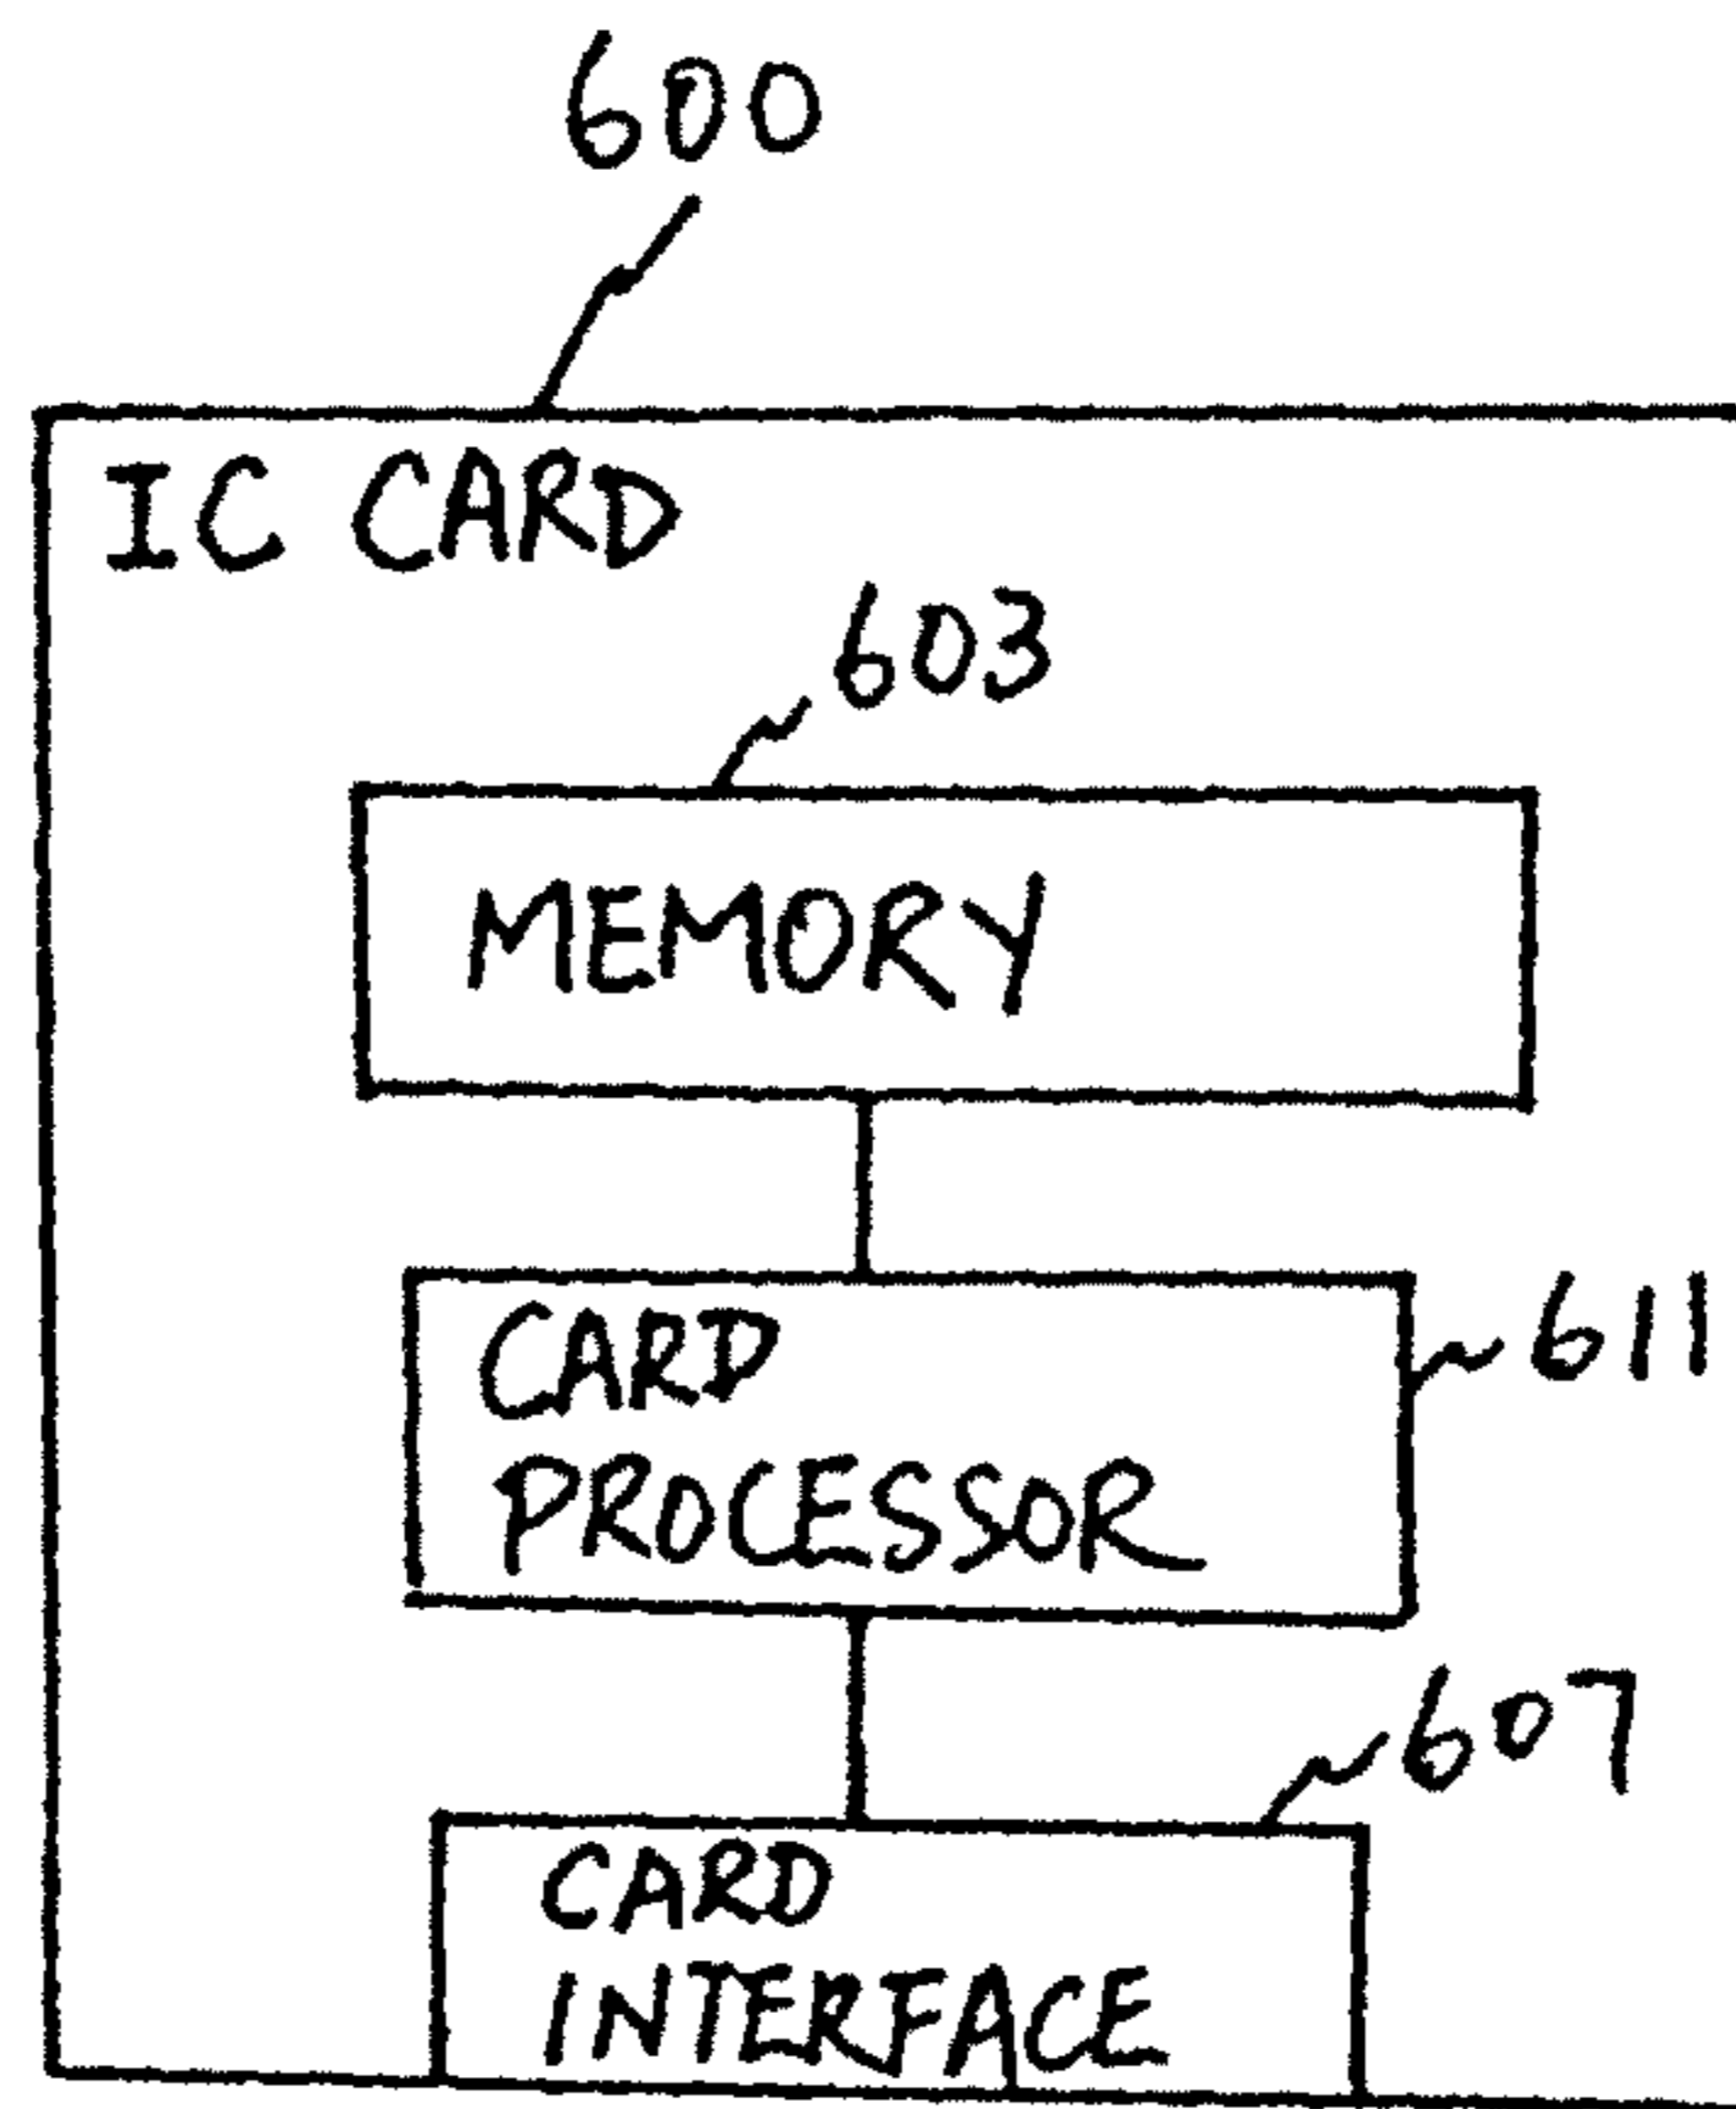 600
IC CARD
603
MEMORY
611
CARD
PROCESSOR
607
CARD
INTERFACE